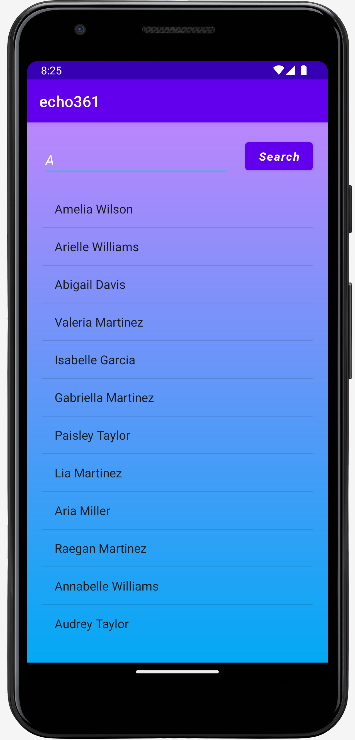 8:25
echo361
A
Search
Amelia Wilson
Arielle Williams
Abigail Davis
Valeria Martinez
Isabelle Garcia
Gabriella Martinez
Paisley Taylor
Lia Martinez
Aria Miller
Raegan Martinez
Annabelle Williams
Audrey Taylor